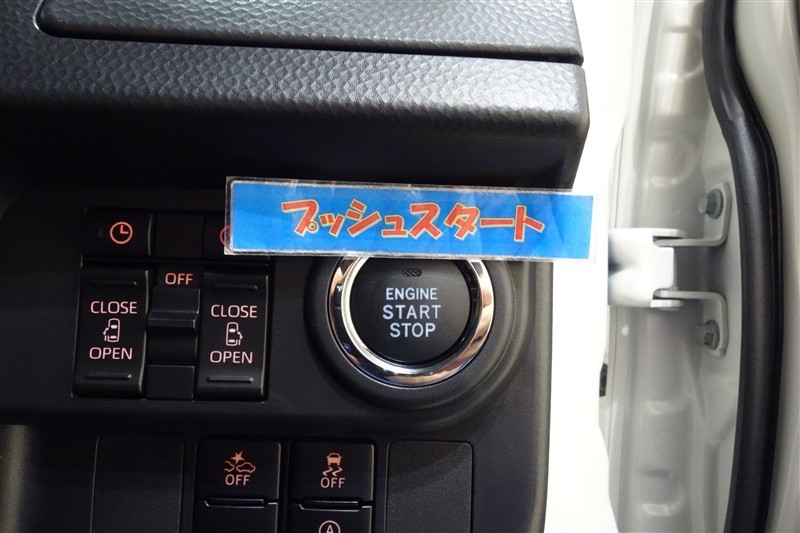 プッシュスタート
OFF
CLOSE
OPEN
CLOSE
OPEN
ENGINE
START
STOP
OFF
OFF
A